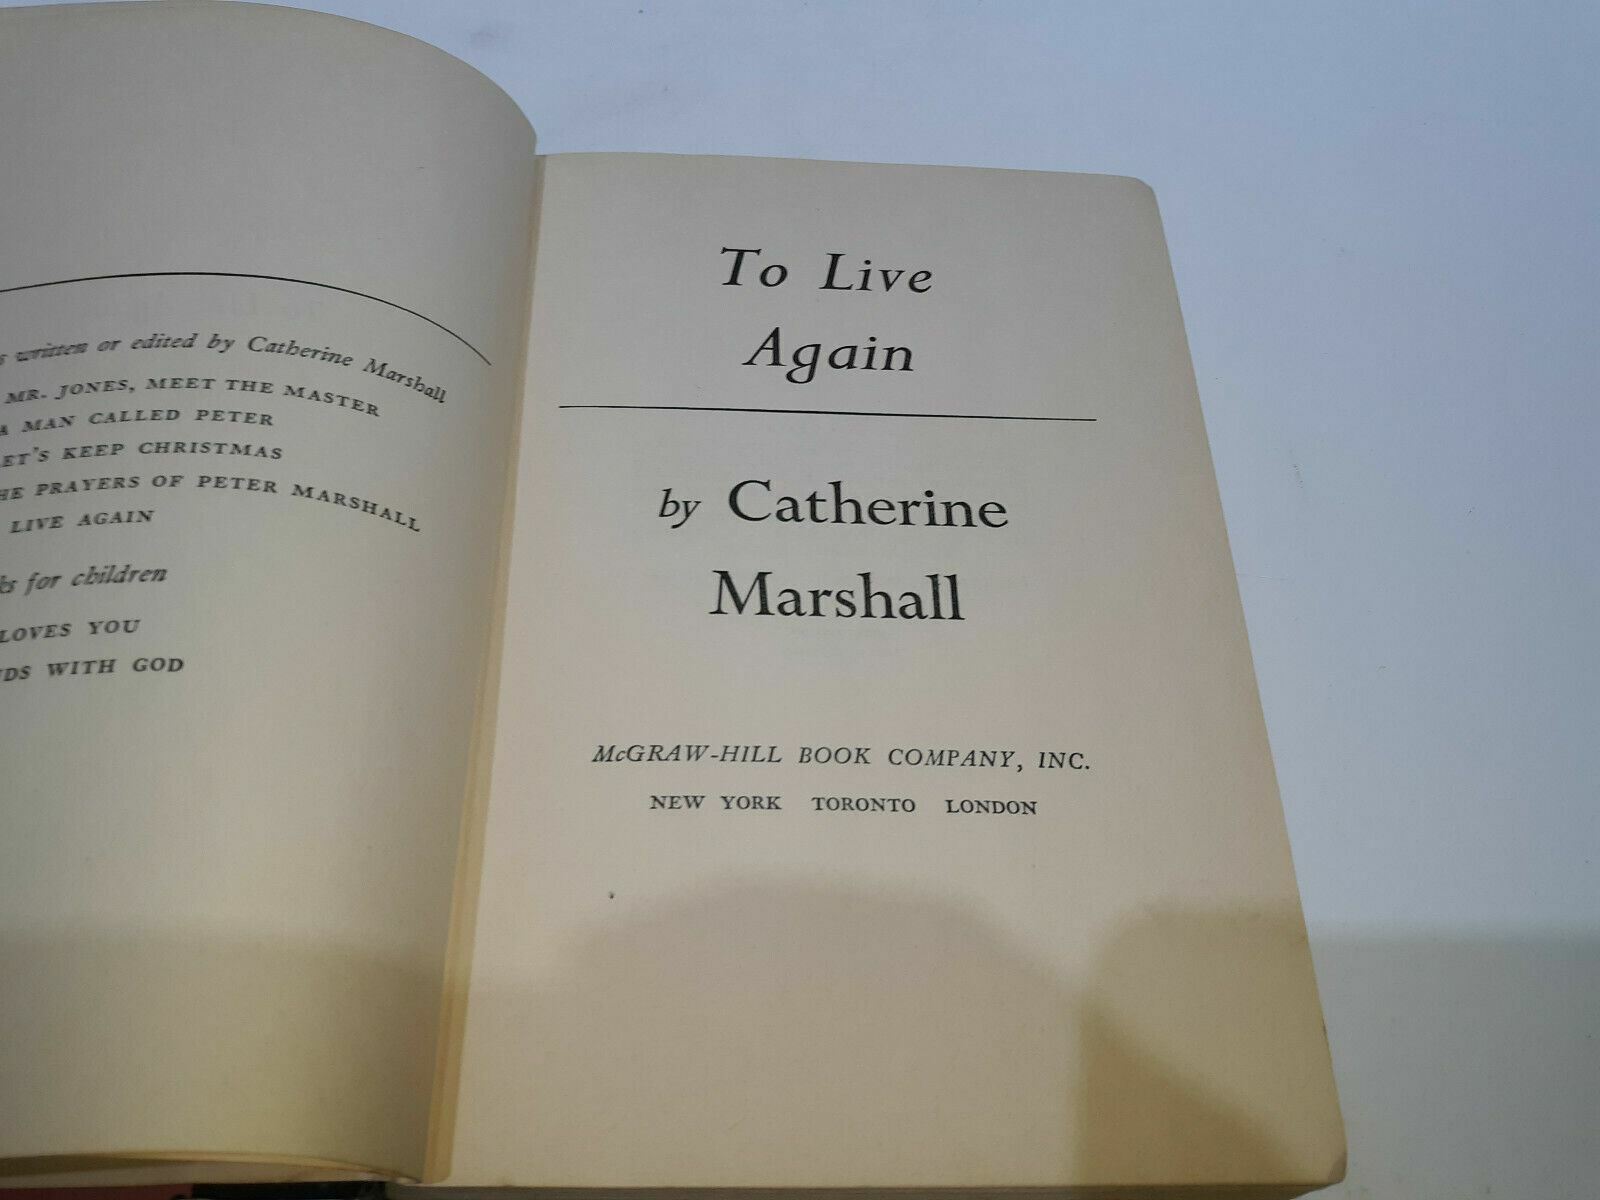 written or edited by Catherine Marshall
MR. JONES, MEET THE MASTER
A MAN CALLED PETER
ET'S KEEP CHRISTMAS
HE PRAYERS OF PETER MARSHALL
LIVE AGAIN
for children
LOVES YOU
WITH GOD
To Live
Again
by Catherine
Marshall
McGRAW-HILL BOOK COMPANY, INC.
NEW YORK TORONTO LONDON